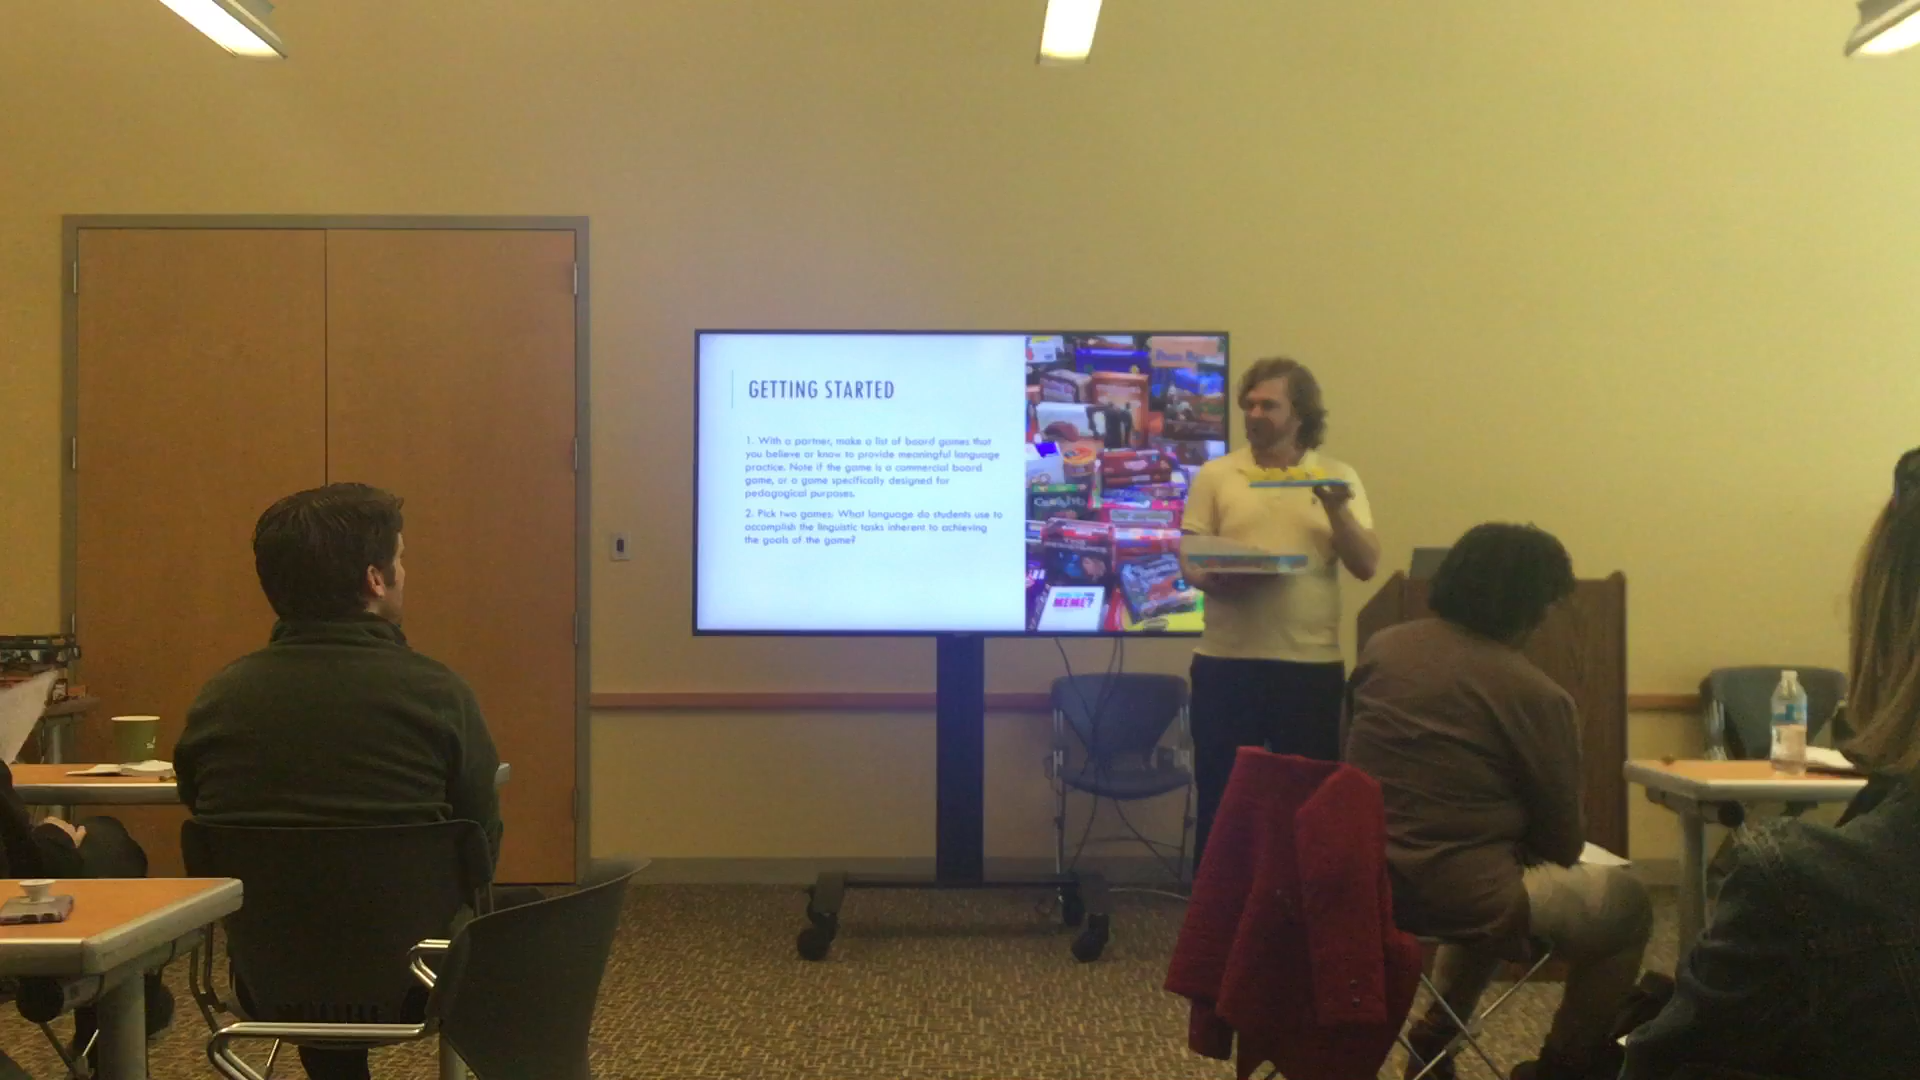 GETTING STARTED
1. With a partner, make a list of board games that
you believe or know to provide meaningful language
practice. Note if the game is a commercial board
game, or a game specifically designed for
pedagogical purposes.
2. Pick two games; What language do students use to
accomplish the linguistic tasks inherent to achieving
the goals of the game?
MEME?